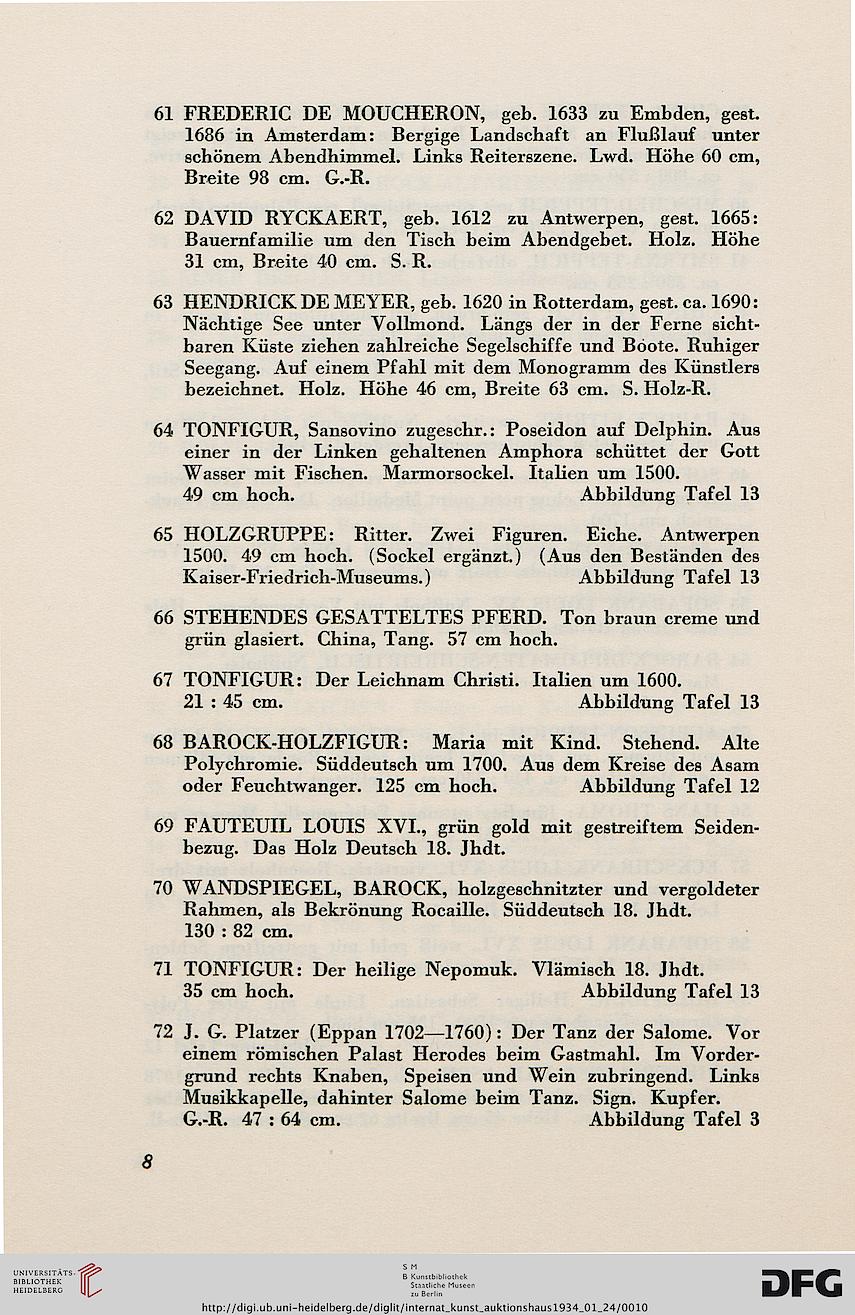 61 FREDERIC DE MOUCHERON, geb. 1633 zu Embden, gest.
1686 in Amsterdam: Bergige Landschaft an Flußlauf unter
schönem Abendhimmel. Links Reiterszene. Lwd. Höhe 60 cm,
Breite 98 cm. G.-R.
62 DAVID RYCKAERT, geb. 1612 zu Antwerpen, gest. 1665:
Bauernfamilie um den Tisch beim Abendgebet. Holz. Höhe
31 cm, Breite 40 cm. S. R.
63 HENDRICK DE MEYER, geb. 1620 in Rotterdam, gest. ca. 1690:
Nächtige See unter Vollmond. Längs der in der Ferne sicht-
baren Küste ziehen zahlreiche Segelschiffe und Boote. Ruhiger
Seegang. Auf einem Pfahl mit dem Monogramm des Künstlers
bezeichnet. Holz. Höhe 46 cm, Breite 63 cm. S. Holz-R.
64 TONFIGUR, Sansovino zugeschr.: Poseidon auf Delphin. Aus
einer in der Linken gehaltenen Amphora schüttet der Gott
Wasser mit Fischen. Marmorsockel. Italien um 1500.
49 cm hoch. Abbildung Tafel 13
65 HOLZGRUPPE: Ritter. Zwei Figuren. Eiche. Antwerpen
1500. 49 cm hoch. (Sockel ergänzt.) (Aus den Beständen des
Kaiser-Friedrich-Museums.) Abbildung Tafel 13
66 STEHENDES GESATTELTES PFERD. Ton braun creme und
grün glasiert. China, Tang. 57 cm hoch.
67 TONFIGUR: Der Leichnam Christi. Italien um 1600.
21 : 45 cm. Abbildung Tafel 13
68 BAROCK-HOLZFIGUR: Maria mit Kind. Stehend. Alte
Polychromie. Süddeutsch um 1700. Aus dem Kreise des Asam
oder Feuchtwanger. 125 cm hoch. Abbildung Tafel 12
69 FAUTEUIL LOUIS XVI., grün gold mit gestreiftem Seiden-
bezug. Das Holz Deutsch 18. Jhdt.
70 WANDSPIEGEL, BAROCK, holzgeschnitzter und vergoldeter
Rahmen, als Bekrönung Rocaille. Süddeutsch 18. Jhdt.
130 : 82 cm.
71 TONFIGUR: Der heilige Nepomuk. Vlämisch 18. Jhdt.
35 cm hoch. Abbildung Tafel 13
72 J. G. Platzer (Eppan 1702—1760): Der Tanz der Salome. Vor
einem römischen Palast Herodes beim Gastmahl. Im Vorder-
grund rechts Knaben, Speisen und Wein zubringend. Links
Musikkapelle, dahinter Salome beim Tanz. Sign. Kupfer.
G.-R. 47 : 64 cm. Abbildung Tafel 3
8
UNIVERSITÄTS-
BIBLIOTHEK
HEIDELBERG
S M
B Kunstbibliothek
Staatliche Museen
zu Berlin
DFG
http://digi.ub.uni-heidelberg.de/diglit/internat_kunst_auktionshaus1934_01_24/0010